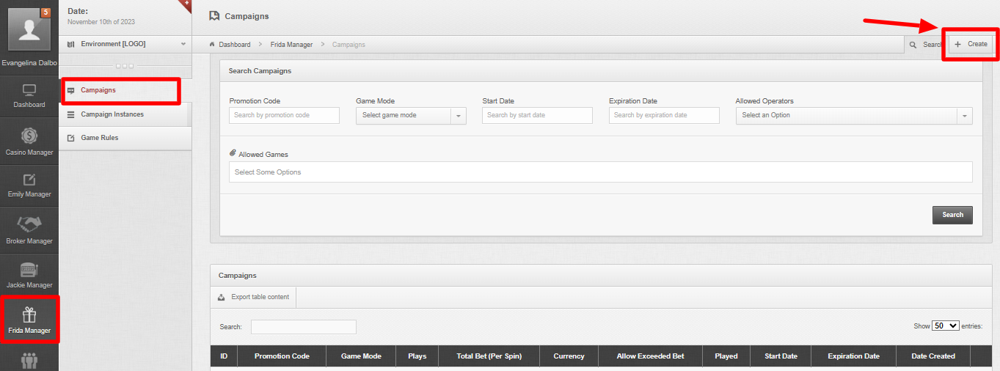 5
Evangelina Dalbo
Dashboard
Casino Manager
Emily Manager
Broker Manager
Jackie Manager
Frida Manager
Date:
November 10th of 2023
+
Environment [LOGO]
Campaigns
Campaign Instances
Game Rules
Campaigns
Dashboard > Frida Manager > Campaigns
Search
+ Create
Search Campaigns
Promotion Code Game Mode Start Date Expiration Date Allowed Operators
Search by promotion code Select game mode Search by start date Search by expiration date Select an Option
Allowed Games
Select Some Options
Search
Campaigns
Export table content
Search: Show 50 entries:
ID Promotion Code Game Mode Plays Total Bet (Per Spin) Currency Allow Exceeded Bet Played Start Date Expiration Date Date Created